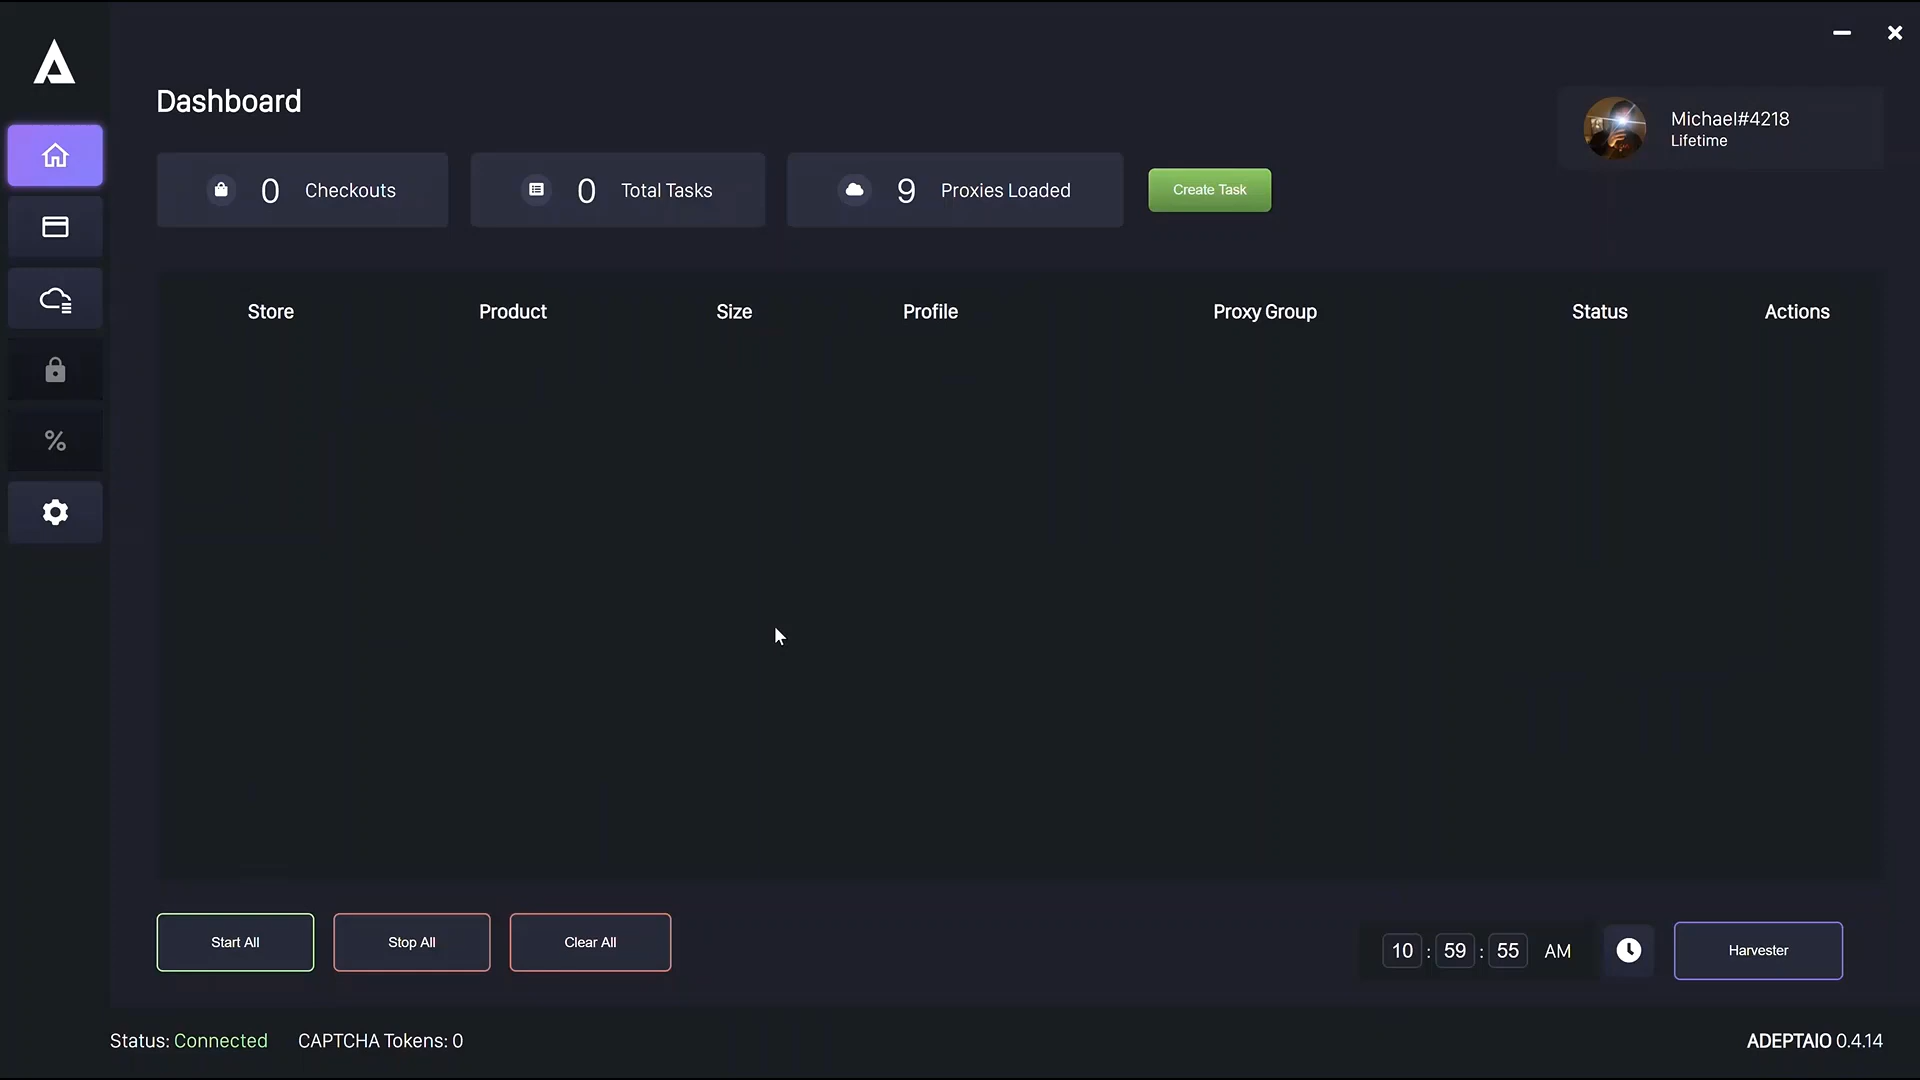 Dashboard
Michael#4218
Lifetime
0 Checkouts
0 Total Tasks
9 Proxies Loaded
Create Task
Store Product Size Profile Proxy Group Status Actions
Start All
Stop All
Clear All
10 : 59 : 55 AM
Harvester
Status: Connected CAPTCHA Tokens: 0
ADEPTAIO 0.4.14